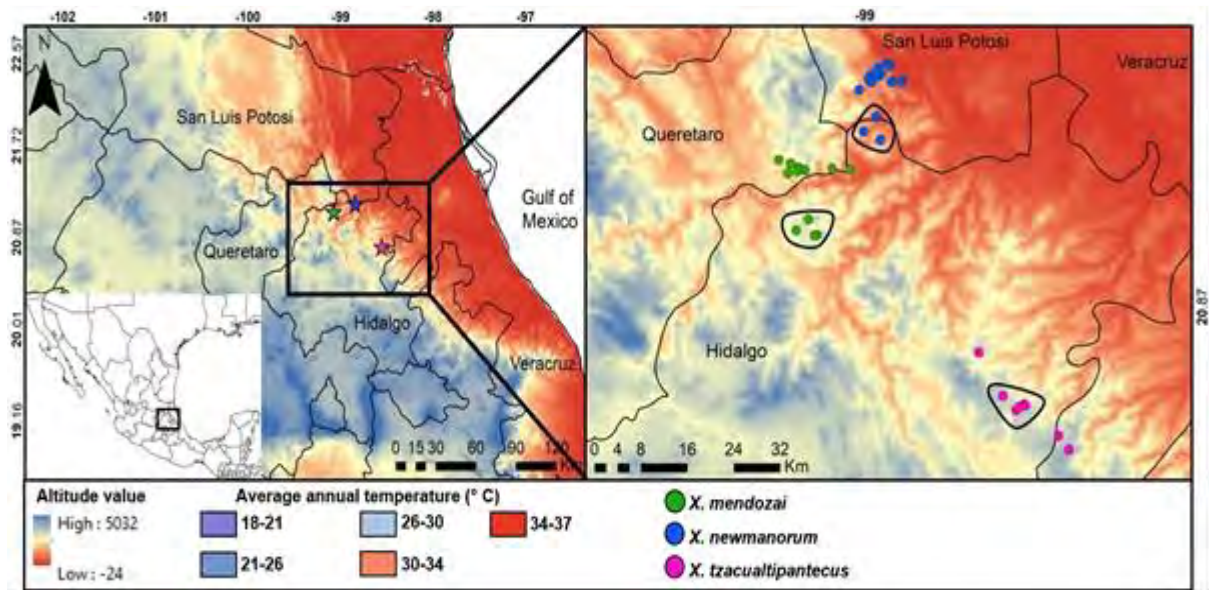 -102 -101 -100 -99 -98 -97
-99
N
22.57
21.72
20.87
20.01
19.16
20.87
San Luis Potosi
Queretaro
Hidalgo
Veracruz
Gulf of
Mexico
San Luis Potosi
Veracruz
Queretaro
Hidalgo
0 15 30 60 90 120
Km
0 4 8 16 24 32
Km
Altitude value
High : 5032
Low : -24
Average annual temperature (° C)
18-21
21-26
26-30
30-34
34-37
X. mendozai
X. newmanorum
X. tzacualtipantecus